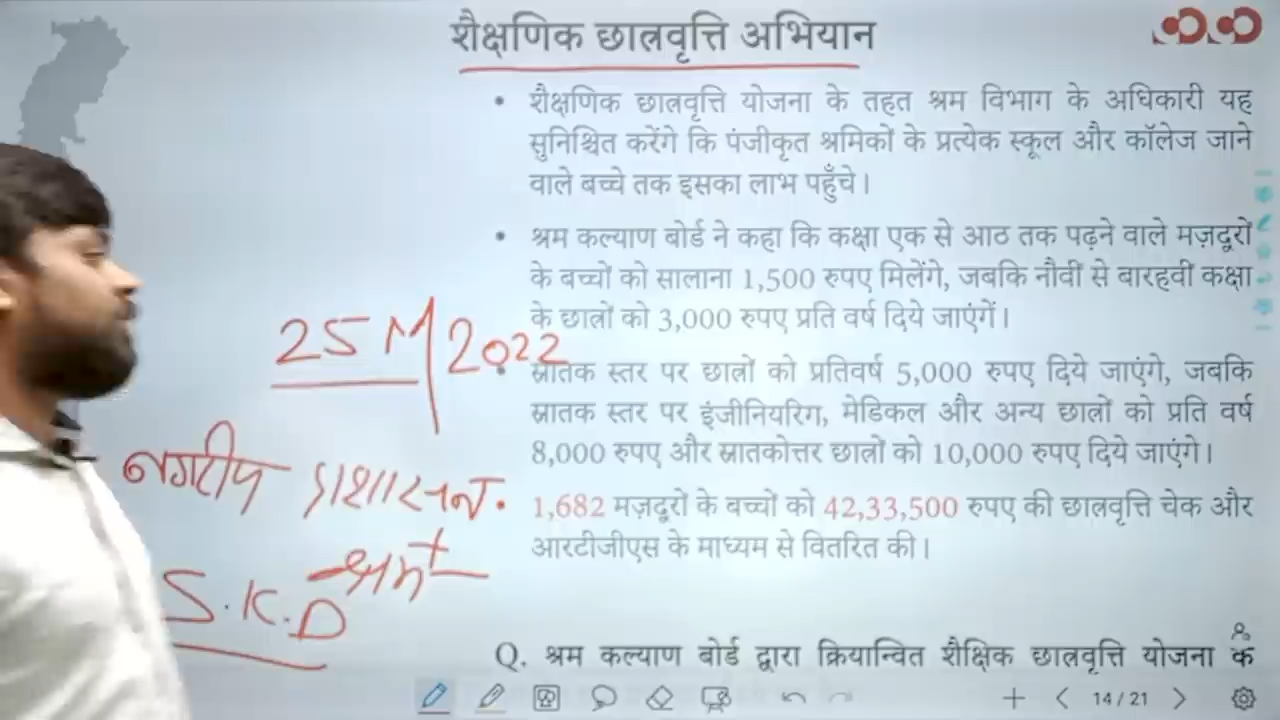 शैक्षणिक छात्रवृत्ति अभियान
• शैक्षणिक छात्रवृत्ति योजना के तहत श्रम विभाग के अधिकारी यह
सुनिश्चित करेंगे कि पंजीकृत श्रमिकों के प्रत्येक स्कूल और कॉलेज जाने
वाले बच्चे तक इसका लाभ पहुँचे।
• श्रम कल्याण बोर्ड ने कहा कि कक्षा एक से आठ तक पढ़ने वाले मज़दूरों
के बच्चों को सालाना 1,500 रुपए मिलेंगे, जबकि नौवीं से बारहवीं कक्षा
के छात्रों को 3,000 रुपए प्रति वर्ष दिये जाएंगें।
25 M 2022
• स्नातक स्तर पर छात्रों को प्रतिवर्ष 5,000 रुपए दिये जाएंगे, जबकि
स्नातक स्तर पर इंजीनियरिग, मेडिकल और अन्य छात्रों को प्रति वर्ष
8,000 रुपए और स्नातकोत्तर छात्रों को 10,000 रुपए दिये जाएंगे।
नगरीय प्रशासन
• 1,682 मज़दूरों के बच्चों को 42,33,500 रुपए की छात्रवृत्ति चेक और
आरटीजीएस के माध्यम से वितरित की।
श्रम
S.K.D
Q. श्रम कल्याण बोर्ड द्वारा क्रियान्वित शैक्षिक छात्रवृत्ति योजना के
14/21